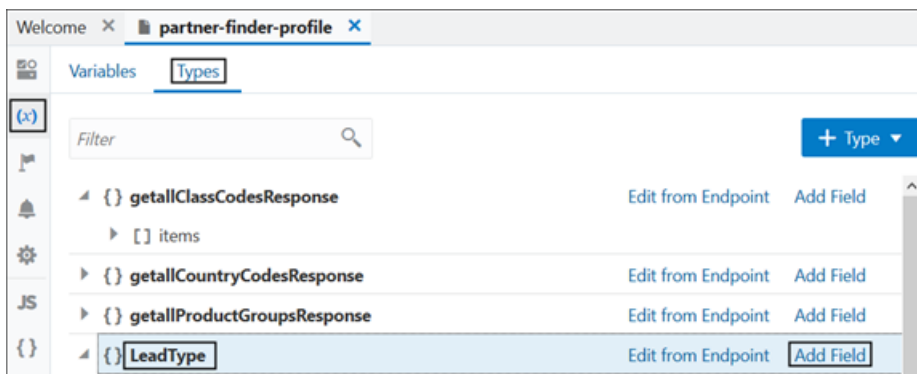 Welcome × partner-finder-profile ×
Variables Types
(x)
Filter + Type
{} getallClassCodesResponse Edit from Endpoint Add Field
[] items
{} getallCountryCodesResponse Edit from Endpoint Add Field
JS {} getallProductGroupsResponse Edit from Endpoint Add Field
{} {} LeadType Edit from Endpoint Add Field